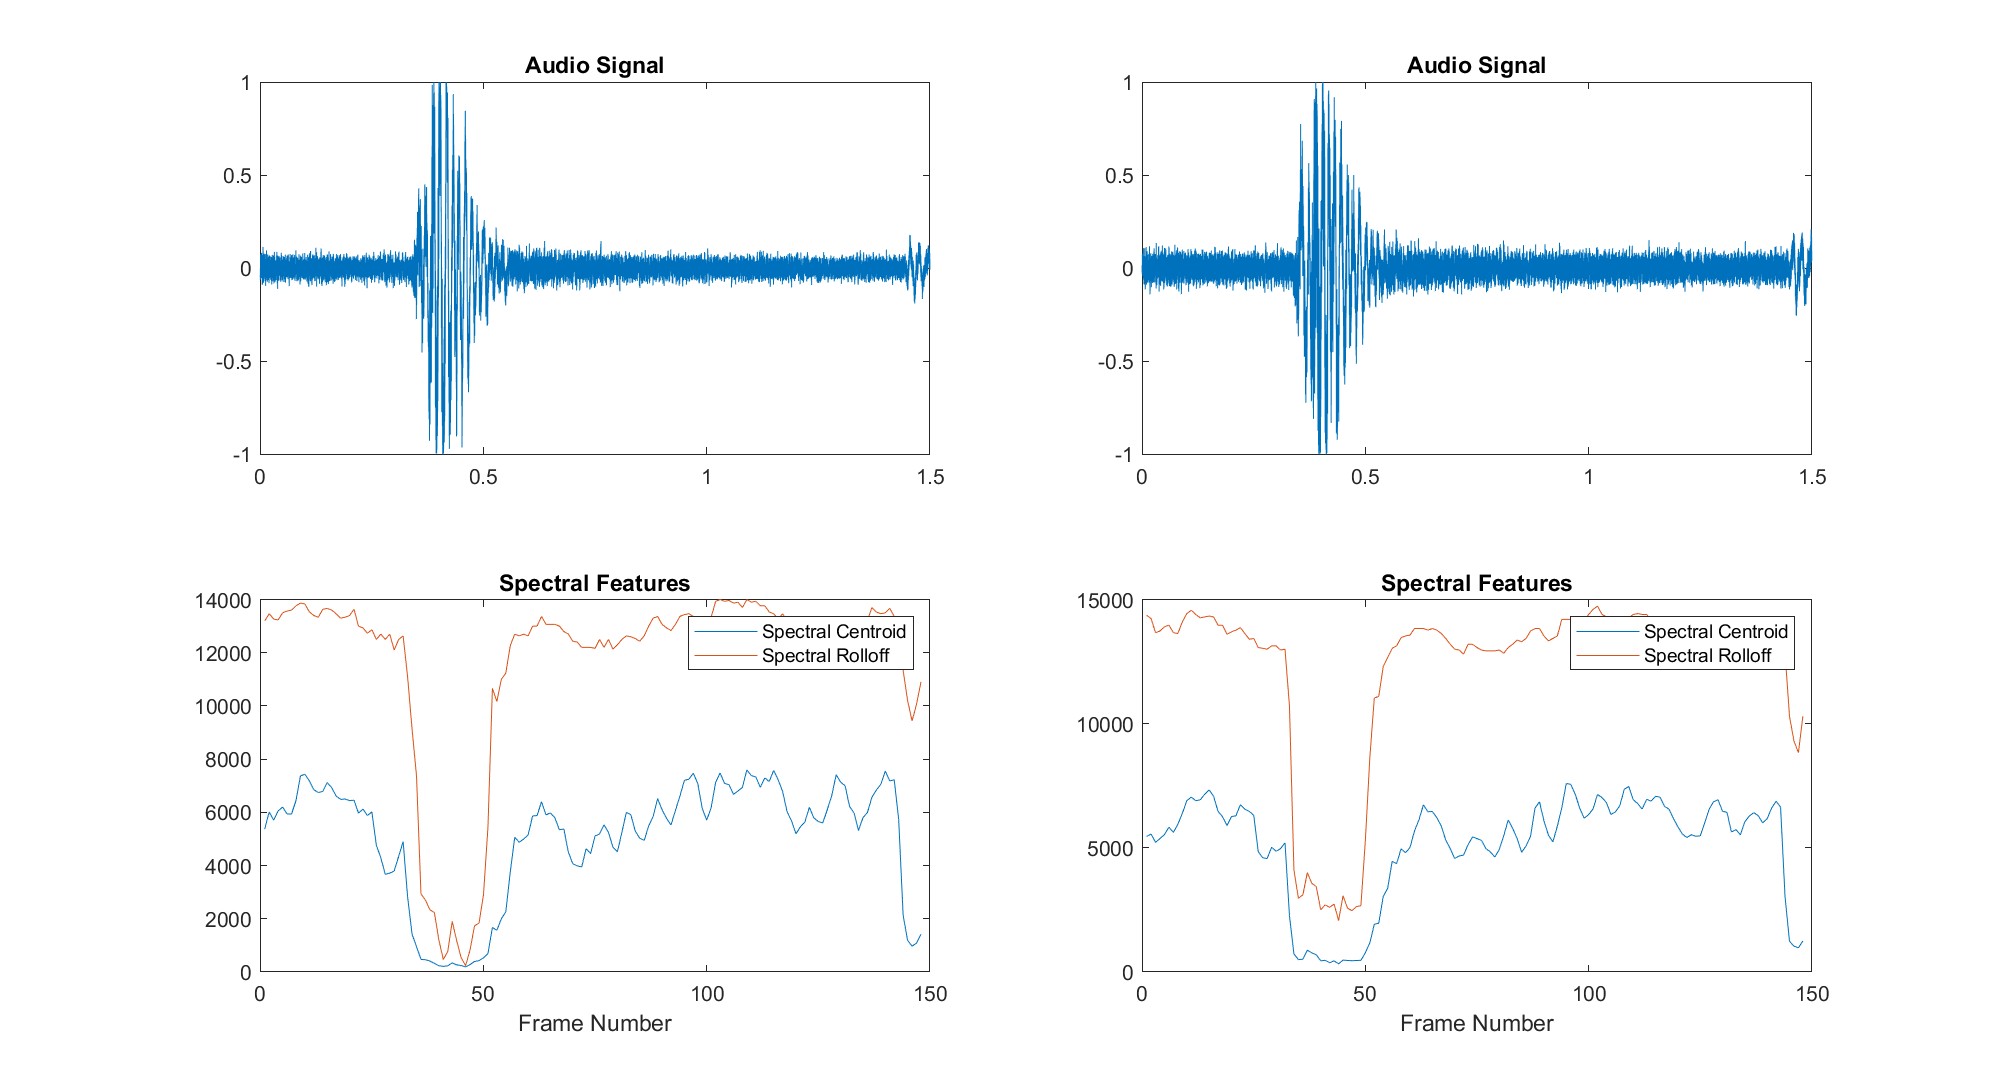 Audio Signal
1
0.5
0
-0.5
-1
0 0.5 1 1.5
Audio Signal
1
0.5
0
-0.5
-1
0 0.5 1 1.5
Spectral Features
14000
12000
10000
8000
6000
4000
2000
0
Spectral Centroid
Spectral Rolloff
0 50 100 150
Frame Number
Spectral Features
15000
10000
5000
0
Spectral Centroid
Spectral Rolloff
0 50 100 150
Frame Number